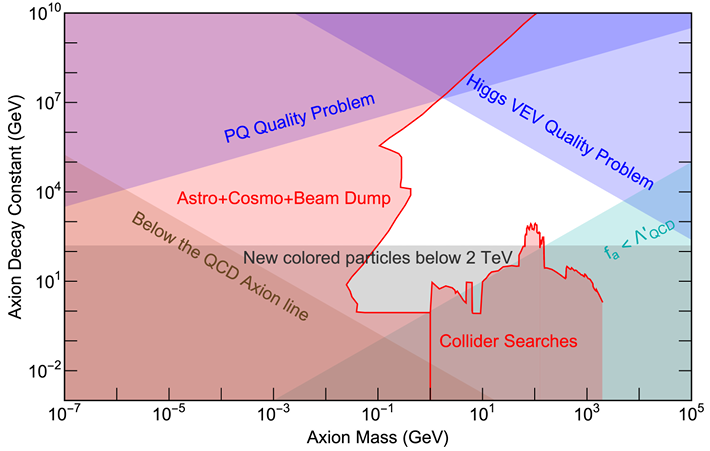 10^10
10^7
10^4
10^1
10^−2
Axion Decay Constant (GeV)
PQ Quality Problem
Higgs VEV Quality Problem
Astro+Cosmo+Beam Dump
Below the QCD Axion line
f_a < Λ'_QCD
New colored particles below 2 TeV
Collider Searches
10^−7 10^−5 10^−3 10^−1 10^1 10^3 10^5
Axion Mass (GeV)